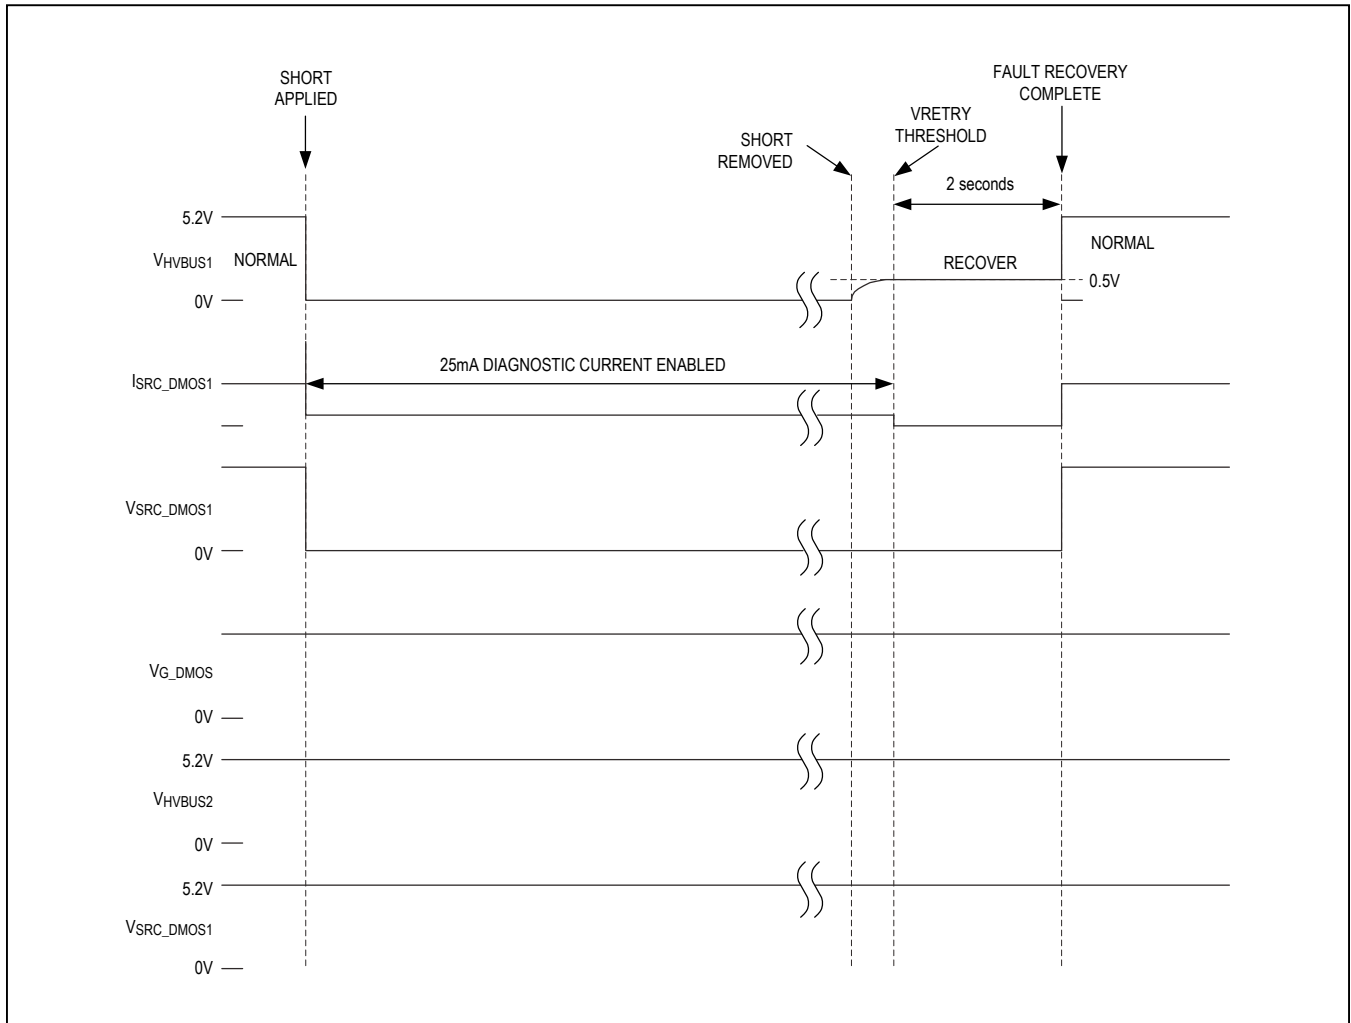 SHORT
APPLIED
FAULT RECOVERY
COMPLETE
VRETRY
THRESHOLD
SHORT
REMOVED
2 seconds
5.2V
VHVBUS1
NORMAL
NORMAL
RECOVER
0.5V
0V
25mA DIAGNOSTIC CURRENT ENABLED
ISRC_DMOS1
VSRC_DMOS1
0V
VG_DMOS
0V
5.2V
VHVBUS2
0V
5.2V
VSRC_DMOS1
0V